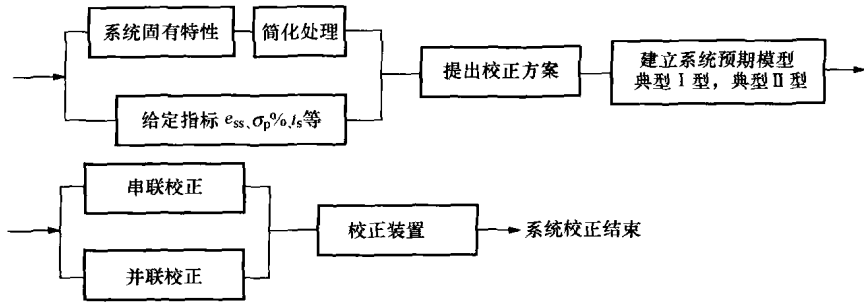 系统固有特性
简化处理
给定指标 ess、σp%、ts等
提出校正方案
建立系统预期模型
典型Ⅰ型，典型Ⅱ型
串联校正
并联校正
校正装置
系统校正结束